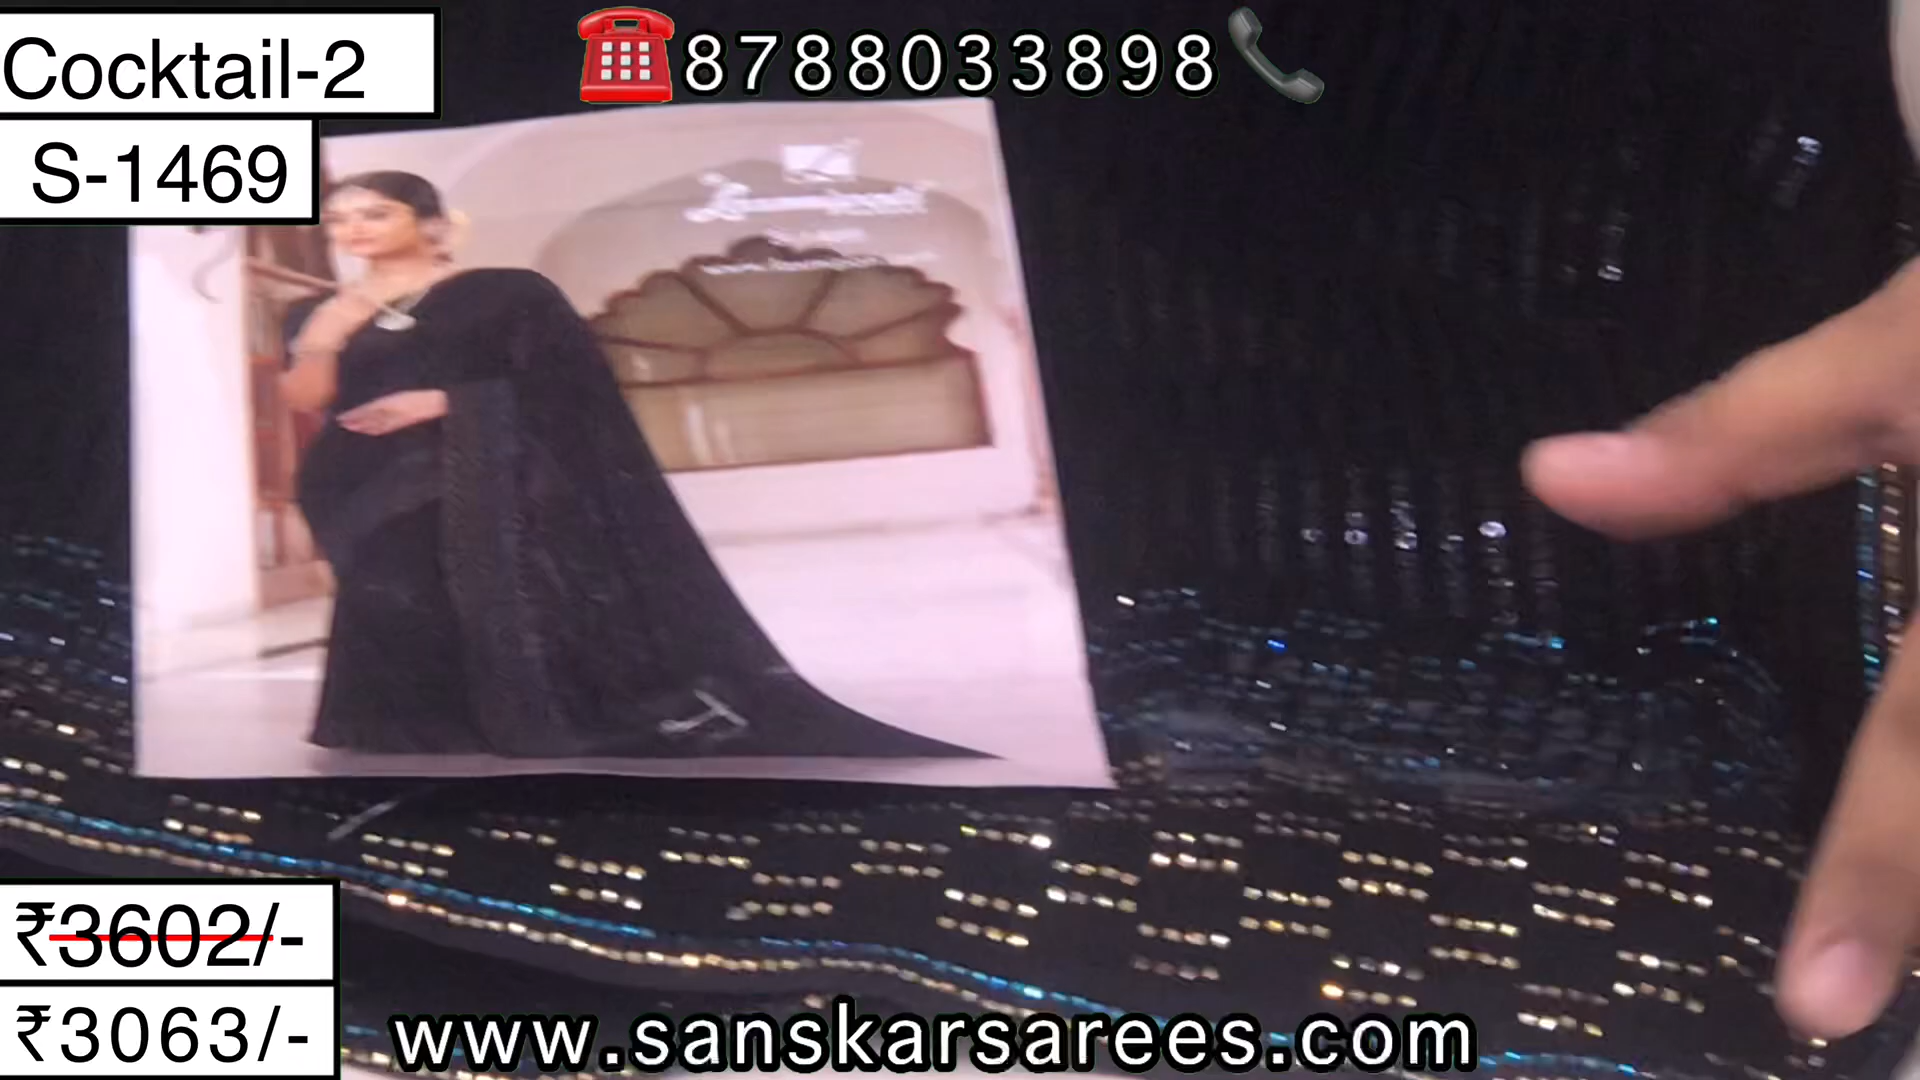 Cocktail-2
8788033898
S-1469
₹3602/-
₹3063/-
www.sanskarsarees.com